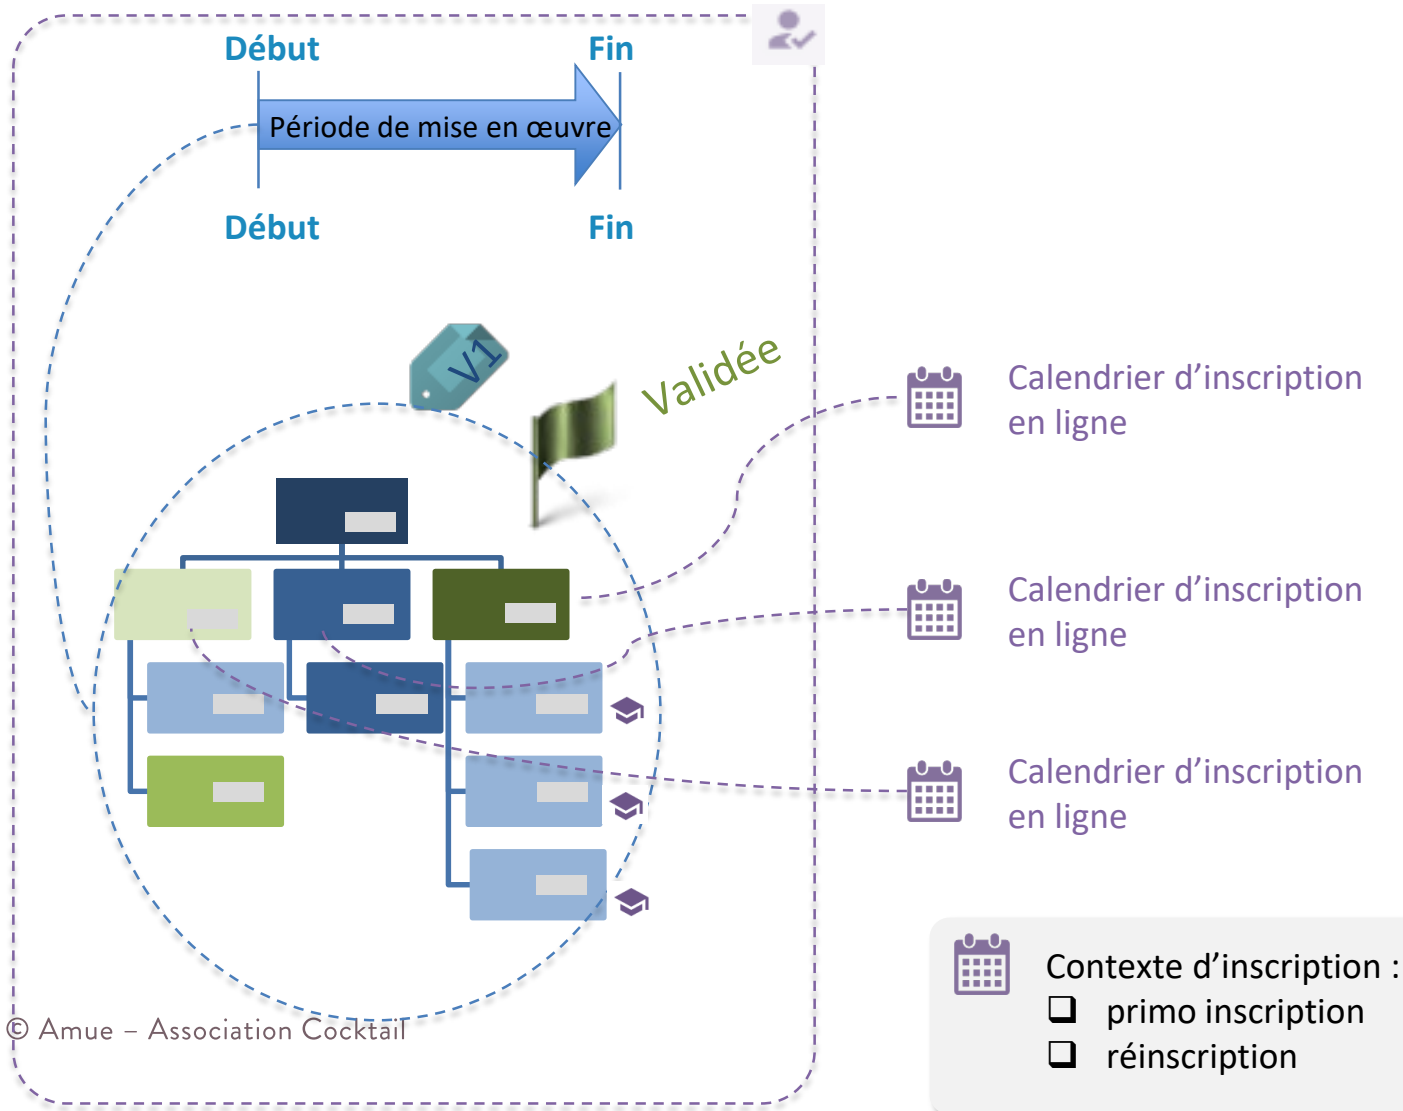 Début
Fin
Période de mise en œuvre
Début
Fin
V1
Validée
Calendrier d’inscription
en ligne
Calendrier d’inscription
en ligne
Calendrier d’inscription
en ligne
Contexte d’inscription :
❑ primo inscription
❑ réinscription
© Amue – Association Cocktail